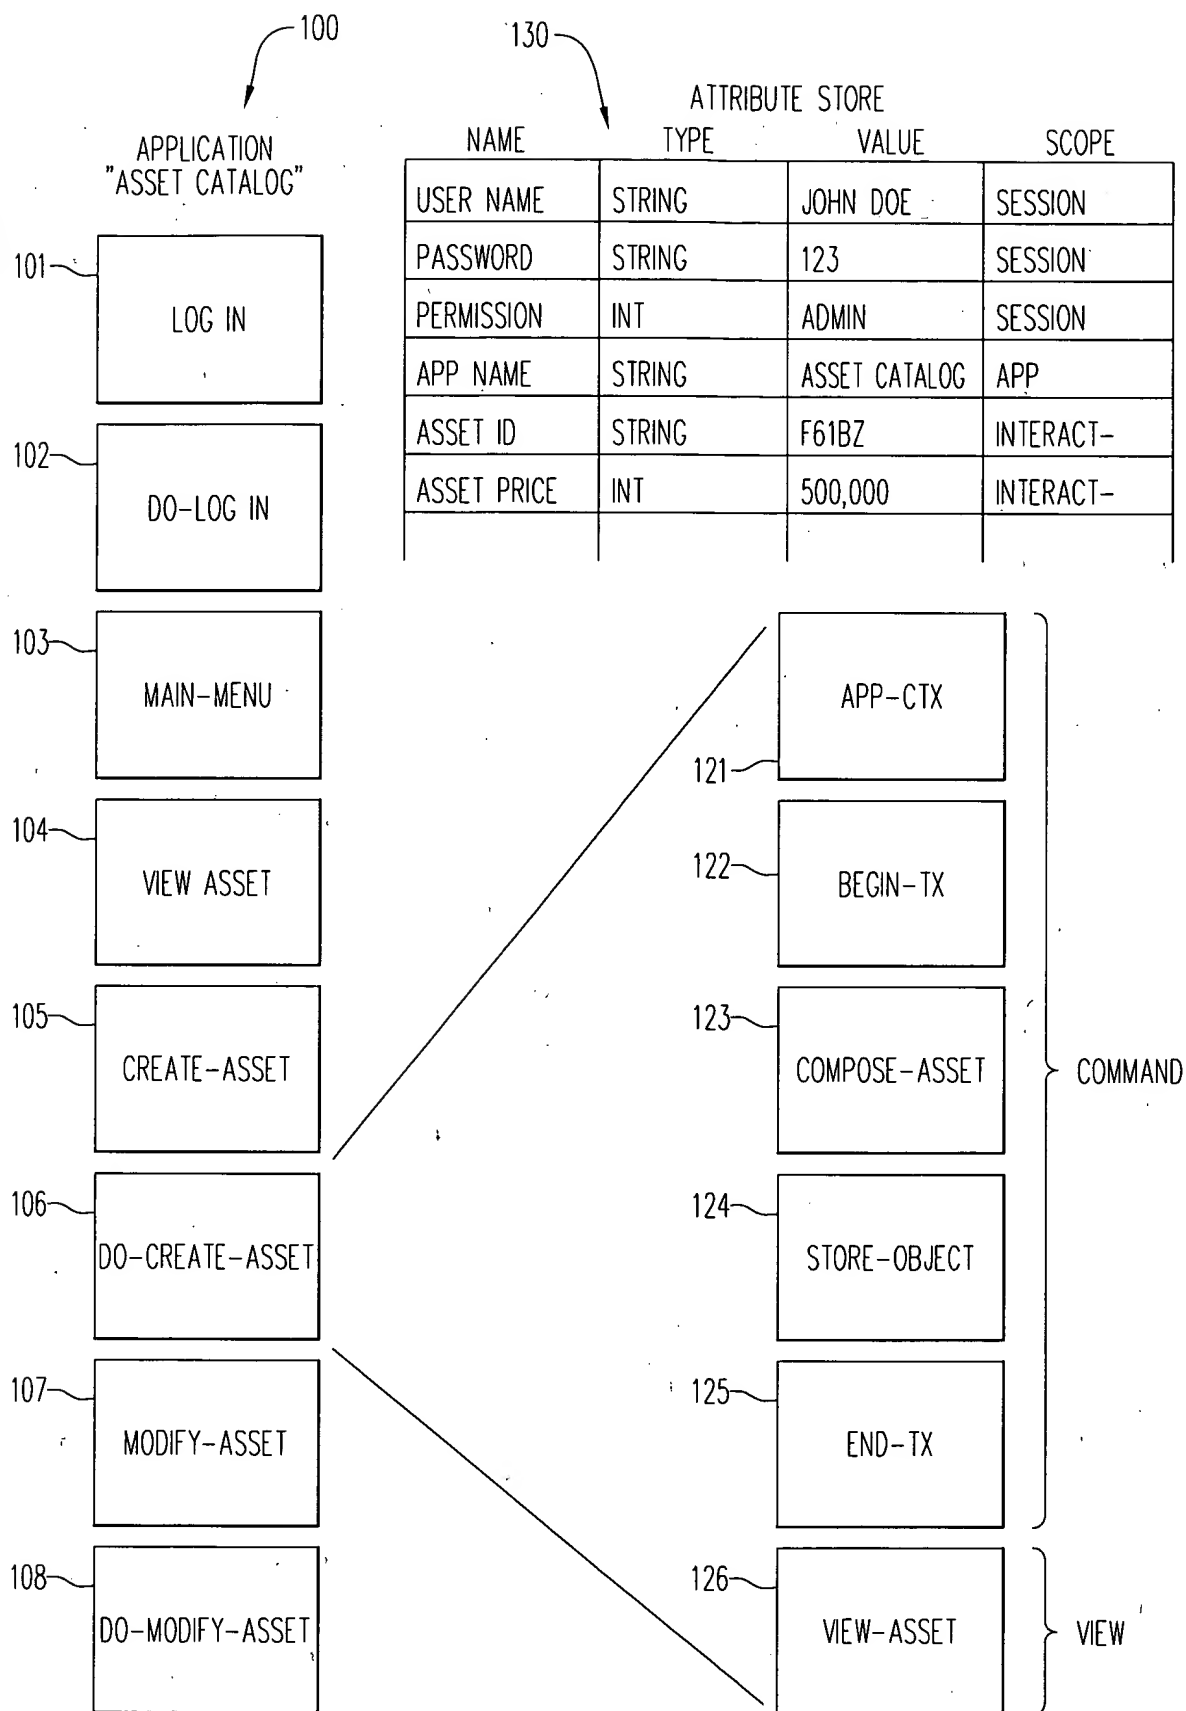 100
130
APPLICATION
"ASSET CATALOG"
ATTRIBUTE STORE
NAME TYPE VALUE SCOPE
USER NAME STRING JOHN DOE SESSION
PASSWORD STRING 123 SESSION
PERMISSION INT ADMIN SESSION
APP NAME STRING ASSET CATALOG APP
ASSET ID STRING F61BZ INTERACT-
ASSET PRICE INT 500,000 INTERACT-
101
LOG IN
102
DO-LOG IN
103
MAIN-MENU
104
VIEW ASSET
105
CREATE-ASSET
106
DO-CREATE-ASSET
107
MODIFY-ASSET
108
DO-MODIFY-ASSET
APP-CTX
121
122
BEGIN-TX
123
COMPOSE-ASSET
COMMAND
124
STORE-OBJECT
125
END-TX
126
VIEW-ASSET
VIEW